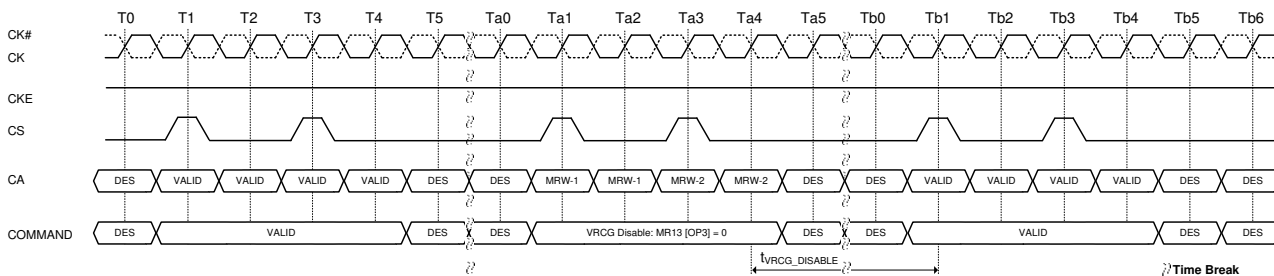 T0 T1 T2 T3 T4 T5 Ta0 Ta1 Ta2 Ta3 Ta4 Ta5 Tb0 Tb1 Tb2 Tb3 Tb4 Tb5 Tb6
CK#
CK
CKE
CS
CA DES VALID VALID VALID VALID DES DES MRW-1 MRW-1 MRW-2 MRW-2 DES DES VALID VALID VALID VALID DES DES
COMMAND DES VALID DES DES VRCG Disable: MR13 [OP3] = 0 DES DES VALID DES DES
tVRCG_DISABLE
Time Break